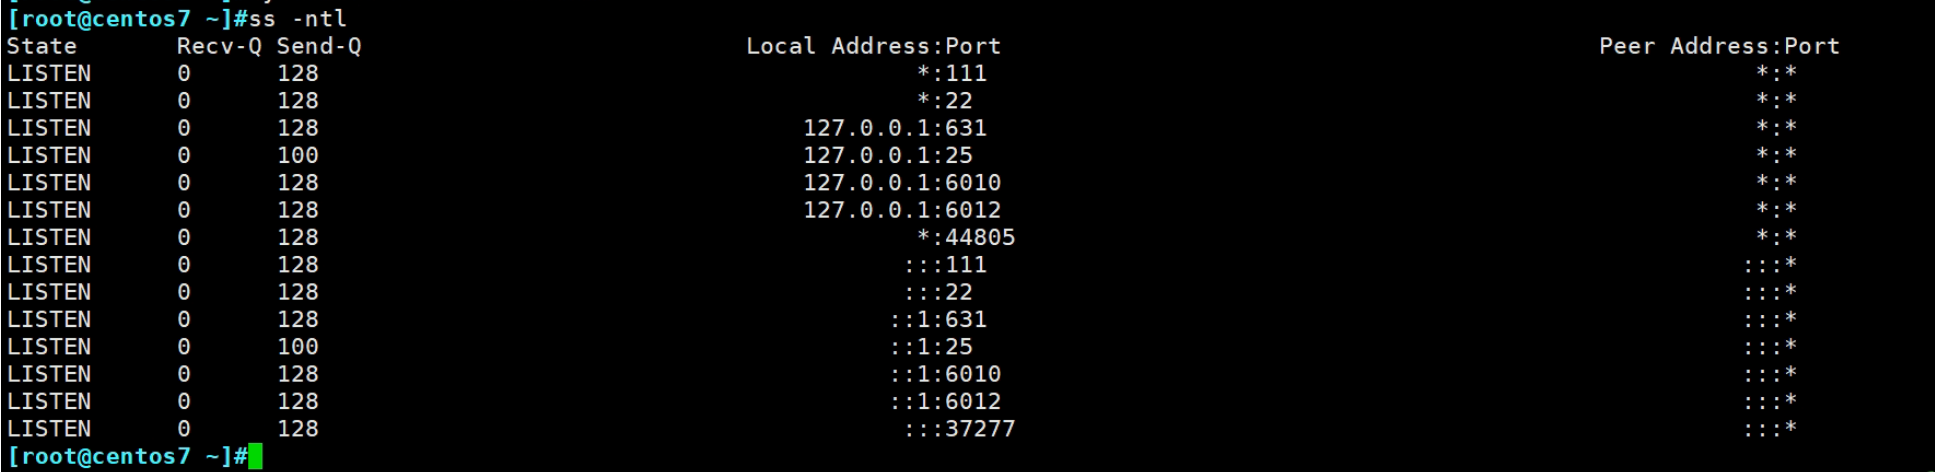 [root@centos7 ~]#ss -ntl
State Recv-Q Send-Q Local Address:Port Peer Address:Port
LISTEN 0 128 *:111 *:*
LISTEN 0 128 *:22 *:*
LISTEN 0 128 127.0.0.1:631 *:*
LISTEN 0 100 127.0.0.1:25 *:*
LISTEN 0 128 127.0.0.1:6010 *:*
LISTEN 0 128 127.0.0.1:6012 *:*
LISTEN 0 128 *:44805 *:*
LISTEN 0 128 :::111 :::*
LISTEN 0 128 :::22 :::*
LISTEN 0 128 ::1:631 :::*
LISTEN 0 100 ::1:25 :::*
LISTEN 0 128 ::1:6010 :::*
LISTEN 0 128 ::1:6012 :::*
LISTEN 0 128 :::37277 :::*
[root@centos7 ~]#